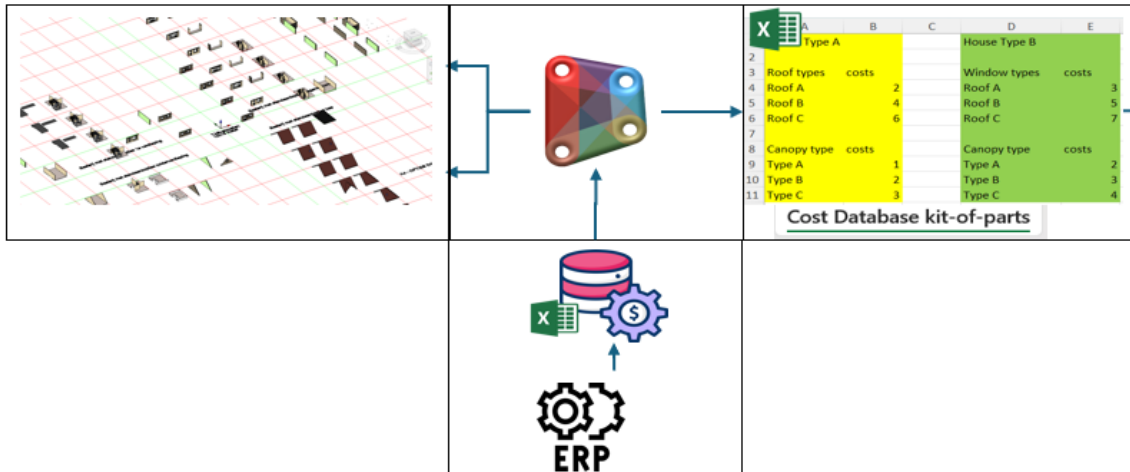 A B C D E
Type A House Type B
2
3 Roof types costs Window types costs
4 Roof A 2 Roof A 3
5 Roof B 4 Roof B 5
6 Roof C 6 Roof C 7
7
8 Canopy type costs Canopy type costs
9 Type A 1 Type A 2
10 Type B 2 Type B 3
11 Type C 3 Type C 4
Cost Database kit-of-parts
X
X
$
ERP